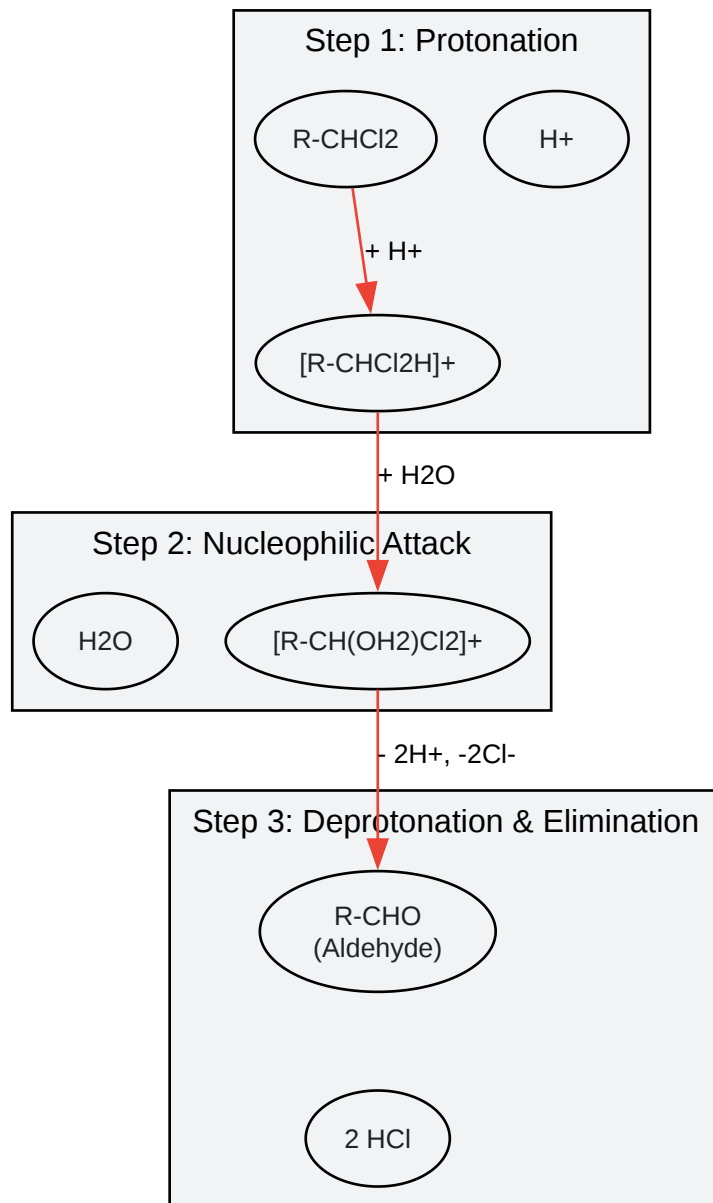 Step 1: Protonation
R-CHCl2
H+
+ H+
[R-CHCl2H]+
+ H2O
Step 2: Nucleophilic Attack
H2O
[R-CH(OH2)Cl2]+
- 2H+, -2Cl-
Step 3: Deprotonation & Elimination
R-CHO
(Aldehyde)
2 HCl